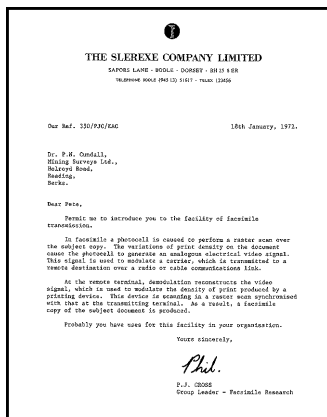 THE SLEREXE COMPANY LIMITED
SAPORS LANE - BOOLE - DORSET - BH 25 8 ER
TELEPHONE BOOLE (945 13) 51617 - TELEX 123456
Our Ref. 350/PJC/EAC
18th January, 1972.
Dr. P.N. Cundall,
Mining Surveys Ltd.,
Holroyd Road,
Reading,
Berks.
Dear Pete,
Permit me to introduce you to the facility of facsimile
transmission.
In facsimile a photocell is caused to perform a raster scan over
the subject copy. The variations of print density on the document
cause the photocell to generate an analogous electrical video signal.
This signal is used to modulate a carrier, which is transmitted to a
remote destination over a radio or cable communications link.
At the remote terminal, demodulation reconstructs the video
signal, which is used to modulate the density of print produced by a
printing device. This device is scanning in a raster scan synchronised
with that at the transmitting terminal. As a result, a facsimile
copy of the subject document is produced.
Probably you have uses for this facility in your organisation.
Yours sincerely,
Phil.
P.J. CROSS
Group Leader - Facsimile Research